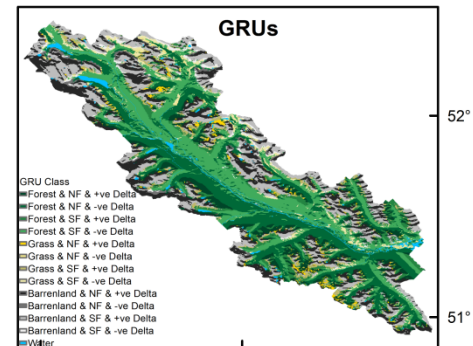 GRUs
52°
GRU Class
Forest & NF & +ve Delta
Forest & NF & -ve Delta
Forest & SF & +ve Delta
Forest & SF & -ve Delta
Grass & NF & +ve Delta
Grass & NF & -ve Delta
Grass & SF & +ve Delta
Grass & SF & -ve Delta
Barrenland & NF & +ve Delta
Barrenland & NF & -ve Delta
Barrenland & SF & +ve Delta
Barrenland & SF & -ve Delta
Water
51°